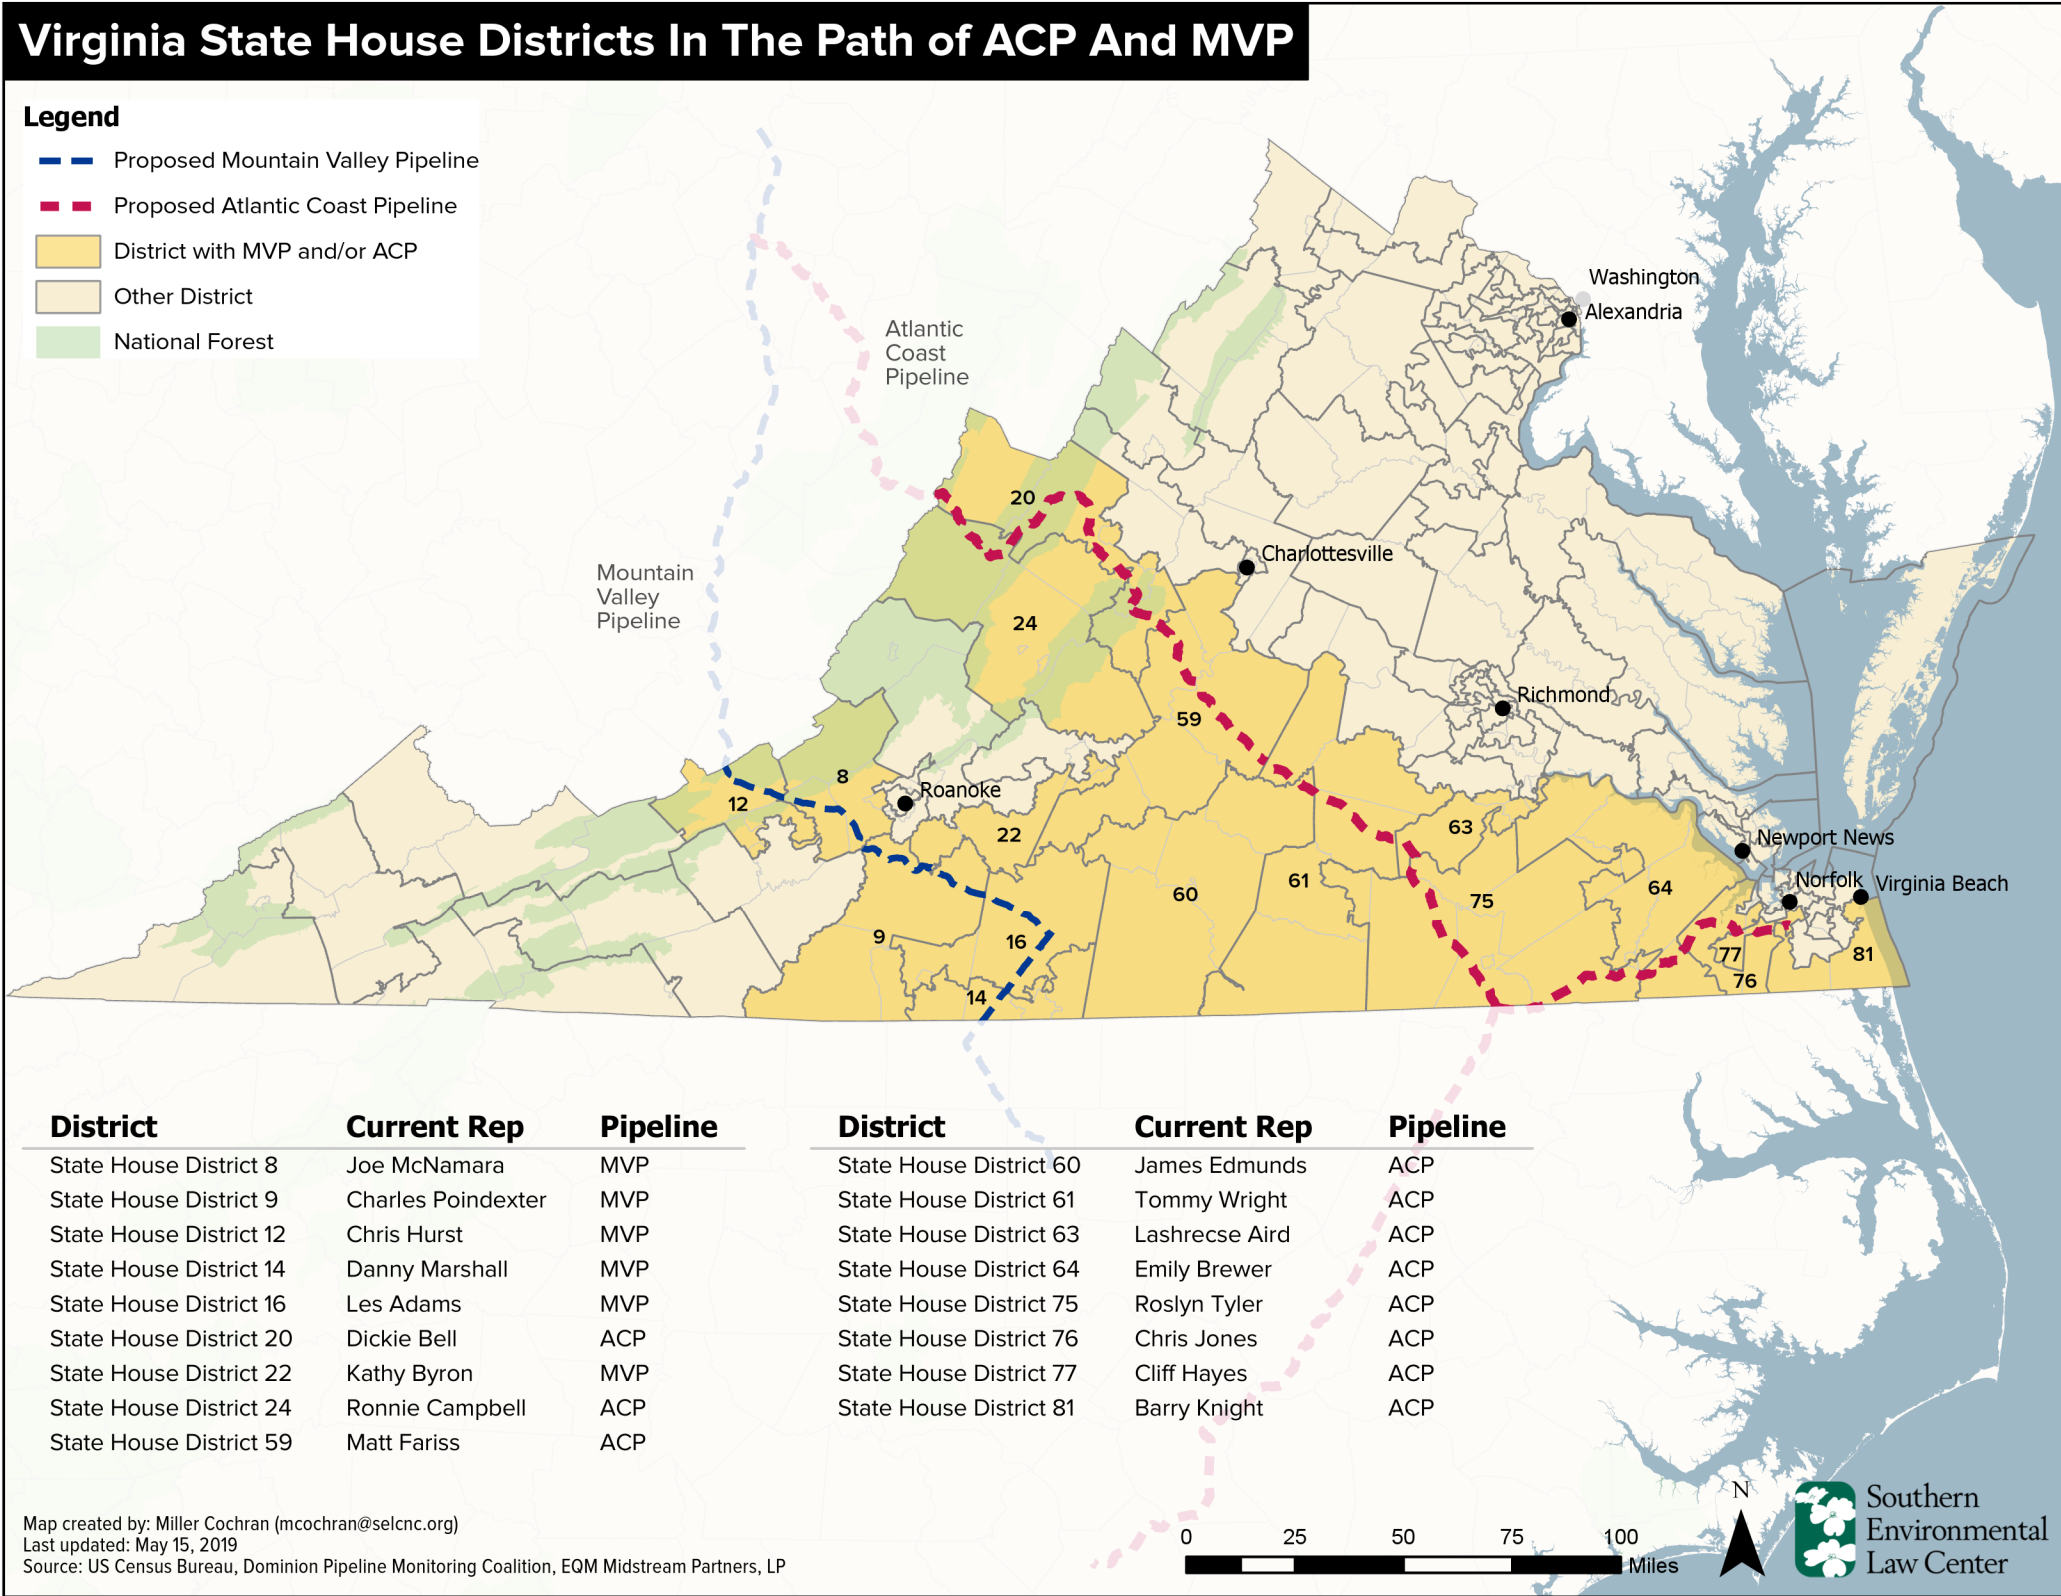 Virginia State House Districts In The Path of ACP And MVP
Legend
Proposed Mountain Valley Pipeline
Proposed Atlantic Coast Pipeline
District with MVP and/or ACP
Other District
National Forest
Washington
Alexandria
Atlantic
Coast
Pipeline
20
Charlottesville
Mountain
Valley
Pipeline
24
Richmond
59
8
Roanoke
12
22
63
Newport News
Norfolk
Virginia Beach
60
61
75
64
9
16
77
81
76
14
District Current Rep Pipeline
State House District 8 Joe McNamara MVP
State House District 9 Charles Poindexter MVP
State House District 12 Chris Hurst MVP
State House District 14 Danny Marshall MVP
State House District 16 Les Adams MVP
State House District 20 Dickie Bell ACP
State House District 22 Kathy Byron MVP
State House District 24 Ronnie Campbell ACP
State House District 59 Matt Fariss ACP
District Current Rep Pipeline
State House District 60 James Edmunds ACP
State House District 61 Tommy Wright ACP
State House District 63 Lashrecse Aird ACP
State House District 64 Emily Brewer ACP
State House District 75 Roslyn Tyler ACP
State House District 76 Chris Jones ACP
State House District 77 Cliff Hayes ACP
State House District 81 Barry Knight ACP
Map created by: Miller Cochran (mcochran@selcnc.org)
Last updated: May 15, 2019
Source: US Census Bureau, Dominion Pipeline Monitoring Coalition, EQM Midstream Partners, LP
0 25 50 75 100
Miles
N
Southern
Environmental
Law Center